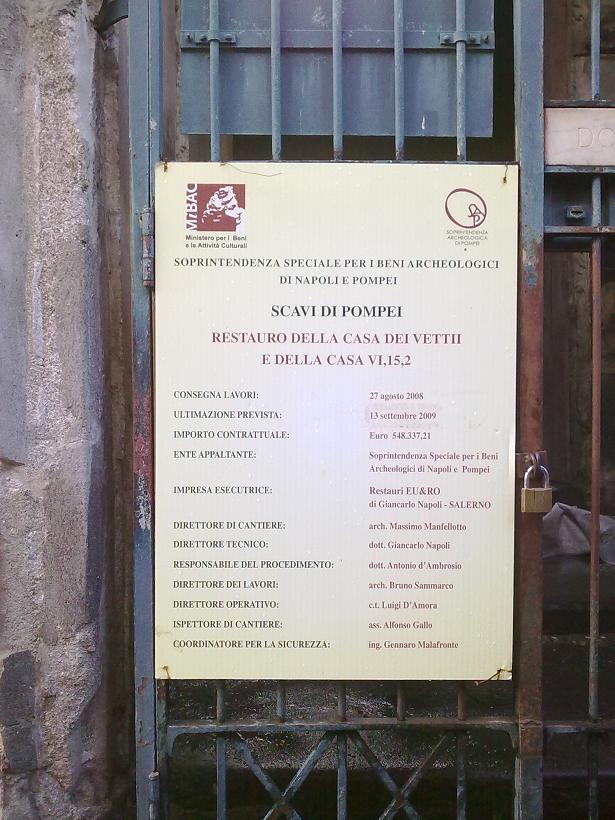 MiBAC
Ministero per i Beni
e le Attività Culturali
SOPRINTENDENZA
ARCHEOLOGICA
DI POMPEI
SOPRINTENDENZA SPECIALE PER I BENI ARCHEOLOGICI
DI NAPOLI E POMPEI
SCAVI DI POMPEI
RESTAURO DELLA CASA DEI VETTII
E DELLA CASA VI,15,2
CONSEGNA LAVORI: 27 agosto 2008
ULTIMAZIONE PREVISTA: 13 settembre 2009
IMPORTO CONTRATTUALE: Euro 548.337,21
ENTE APPALTANTE: Soprintendenza Speciale per i Beni
Archeologici di Napoli e Pompei
IMPRESA ESECUTRICE: Restauri EU&RO
di Giancarlo Napoli - SALERNO
DIRETTORE DI CANTIERE: arch. Massimo Manfellotto
DIRETTORE TECNICO: dott. Giancarlo Napoli
RESPONSABILE DEL PROCEDIMENTO: dott. Antonio d'Ambrosio
DIRETTORE DEI LAVORI: arch. Bruno Sammarco
DIRETTORE OPERATIVO: c.t. Luigi D'Amora
ISPETTORE DI CANTIERE: ass. Alfonso Gallo
COORDINATORE PER LA SICUREZZA: ing. Gennaro Malafronte